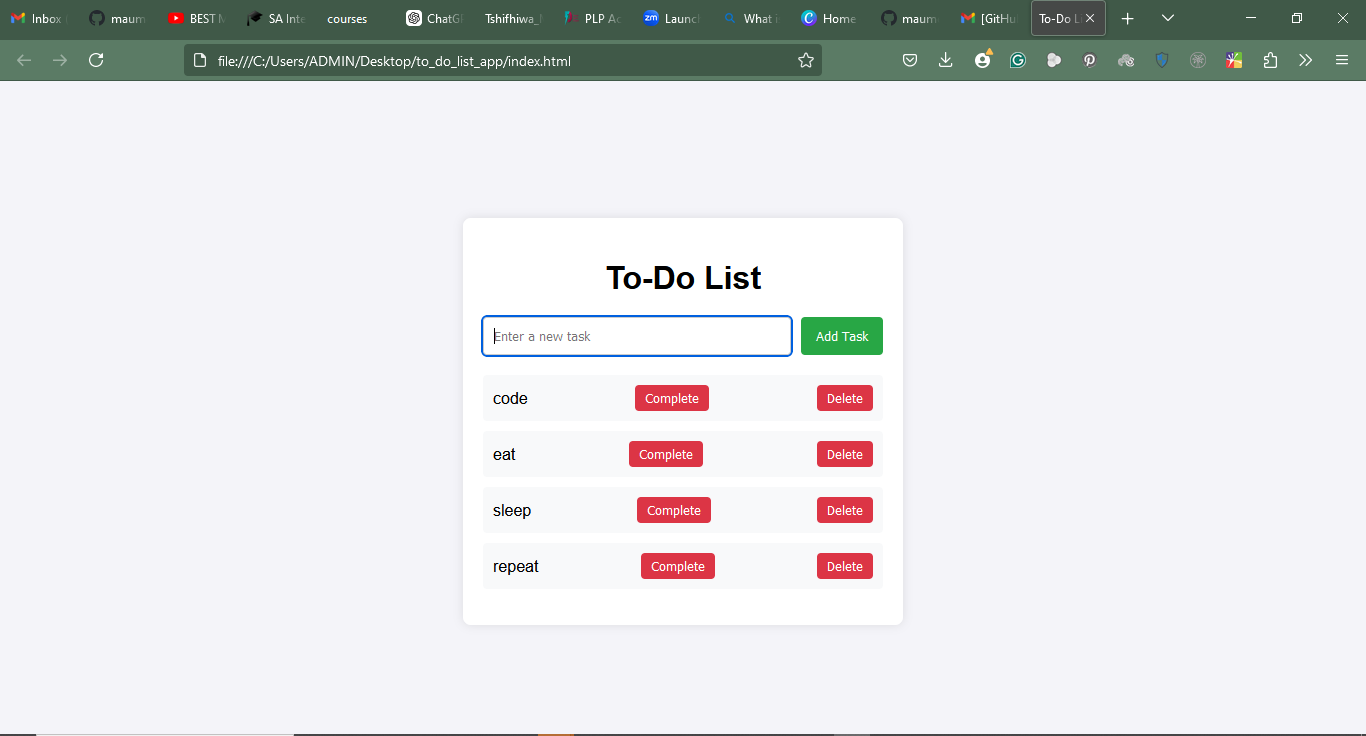 Inbox maum BEST SA Inte courses ChatG Tshifhiwa_ PLP Ac Launc What i Home maum [GitHu To-Do Li
file:///C:/Users/ADMIN/Desktop/to_do_list_app/index.html
To-Do List
Enter a new task Add Task
code Complete Delete
eat Complete Delete
sleep Complete Delete
repeat Complete Delete